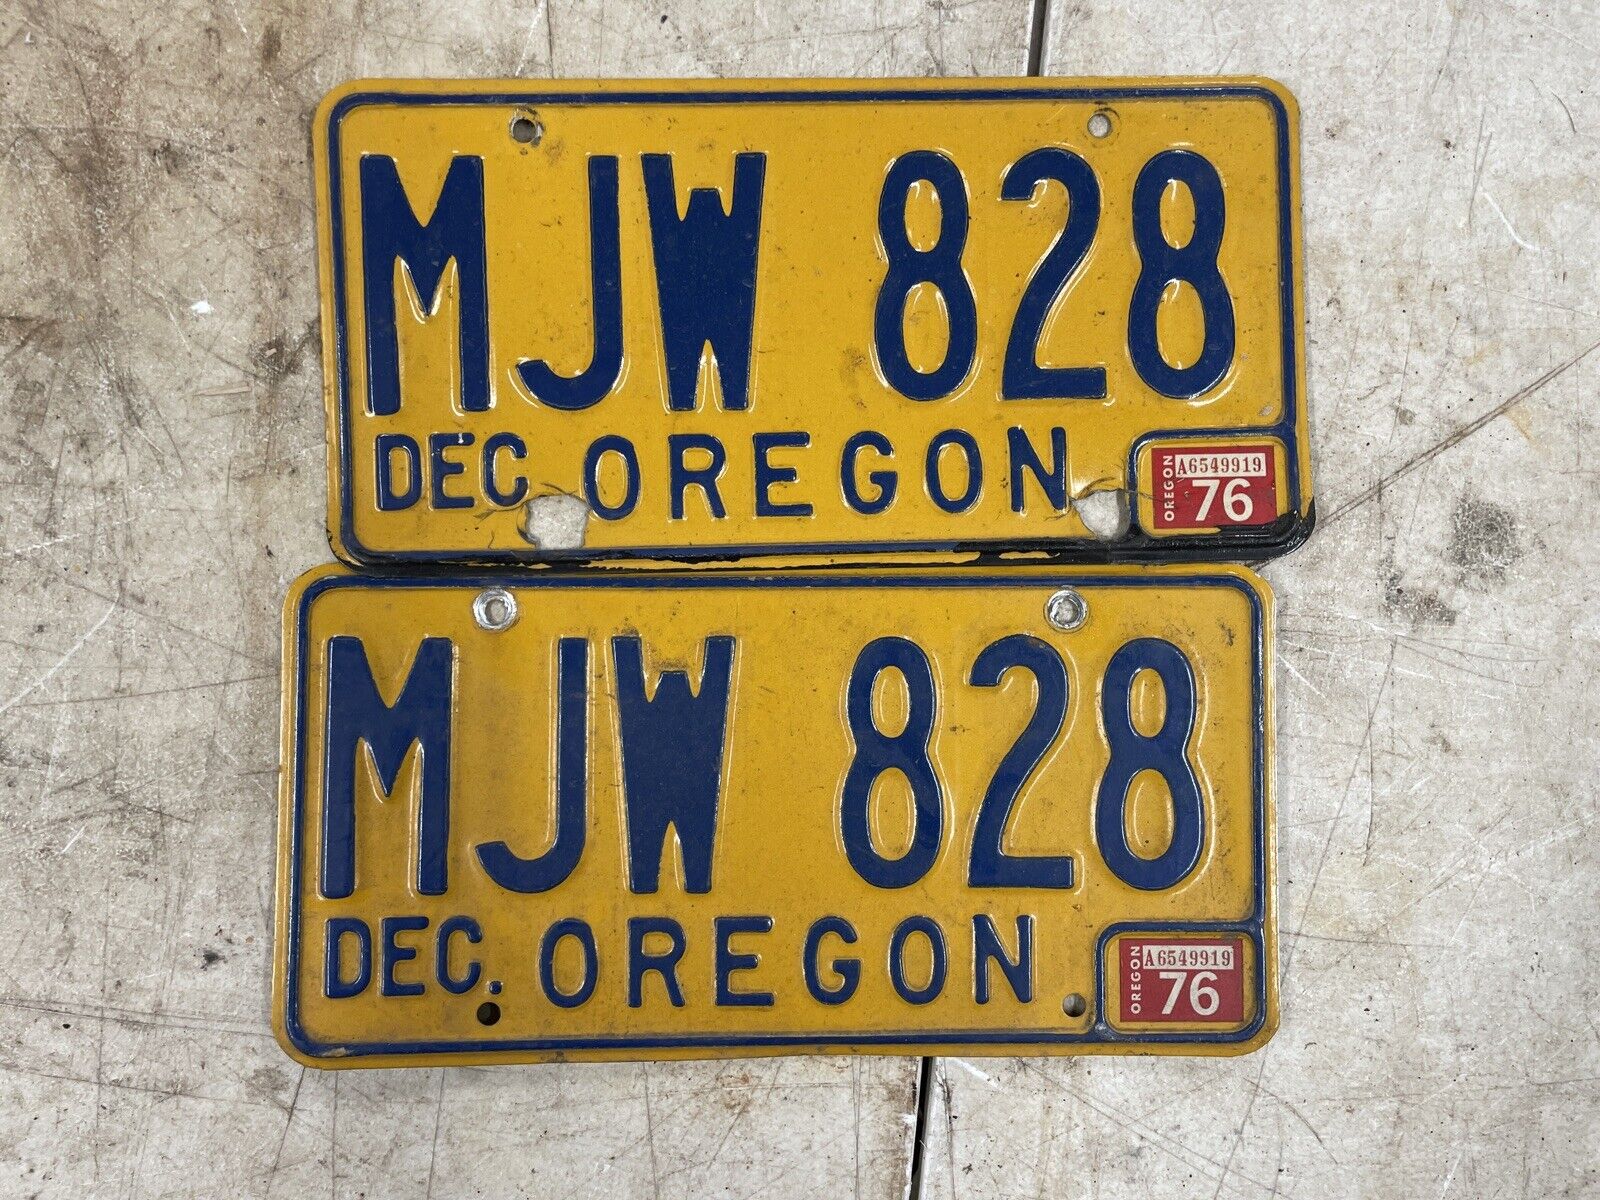 MJW 828
DEC OREGON
OREGON A6549919 76
MJW 828
DEC. OREGON
OREGON A6549919 76